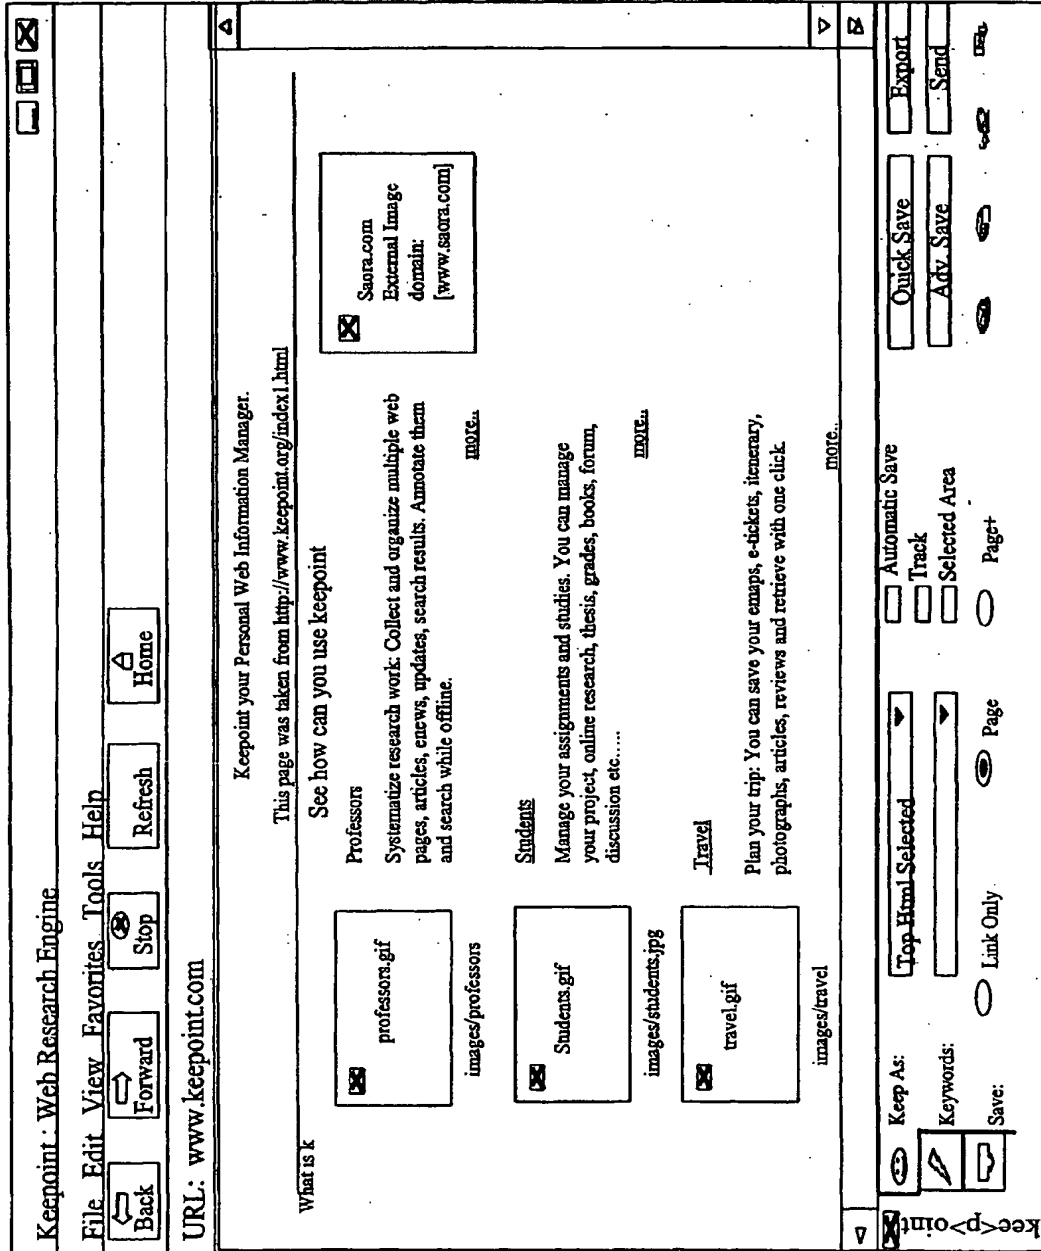 Keepoint : Web Research Engine
File Edit View Favorites Tools Help
Back Forward Stop Refresh Home
URL: www.keepoint.com
Keepoint your Personal Web Information Manager.
This page was taken from http://www.keepoint.org/index1.html
What is k
See how can you use keepoint
professors.gif
images/professors
Professors
Systematize research work: Collect and organize multiple web
pages, articles, enews, updates, search results. Annotate them
and search while offline.
more..
Saora.com
External Image
domain:
[www.saora.com]
Students.gif
images/students.jpg
Students
Manage your assignments and studies. You can manage
your project, online research, thesis, grades, books, forum,
discussion etc.....
more..
travel.gif
images/travel
Travel
Plan your trip: You can save your emaps, e-tickets, itenerary,
photographs, articles, reviews and retrieve with one click.
more..
kee<p>oint
Keep As: Top Html Selected
Keywords:
Save: Link Only Page Page+
Automatic Save
Track
Selected Area
Quick Save Export
Adv. Save Send